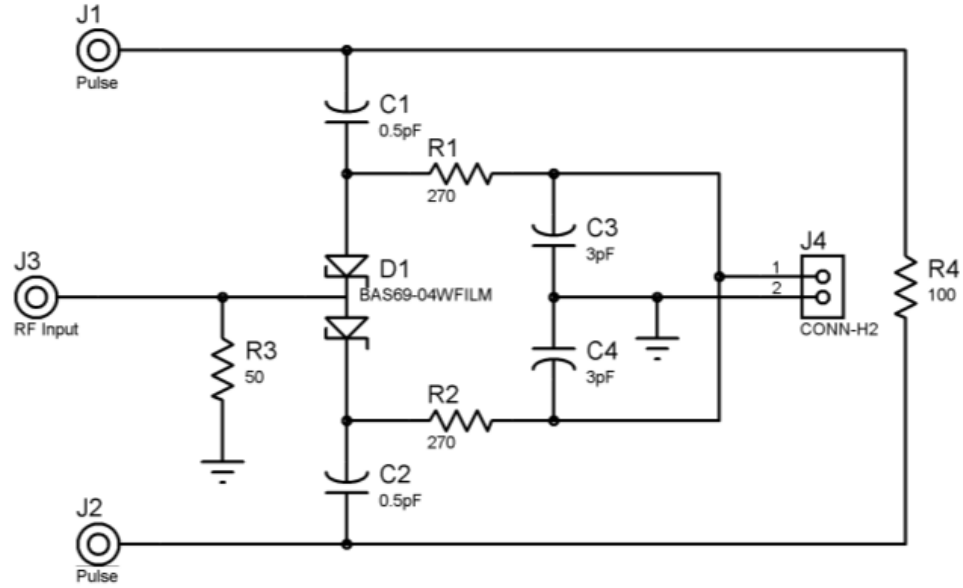 J1
Pulse
C1
0.5pF
R1
270
C3
3pF
J4
1
2
CONN-H2
R4
100
J3
RF Input
D1
BAS69-04WFILM
R3
50
C4
3pF
R2
270
C2
0.5pF
J2
Pulse